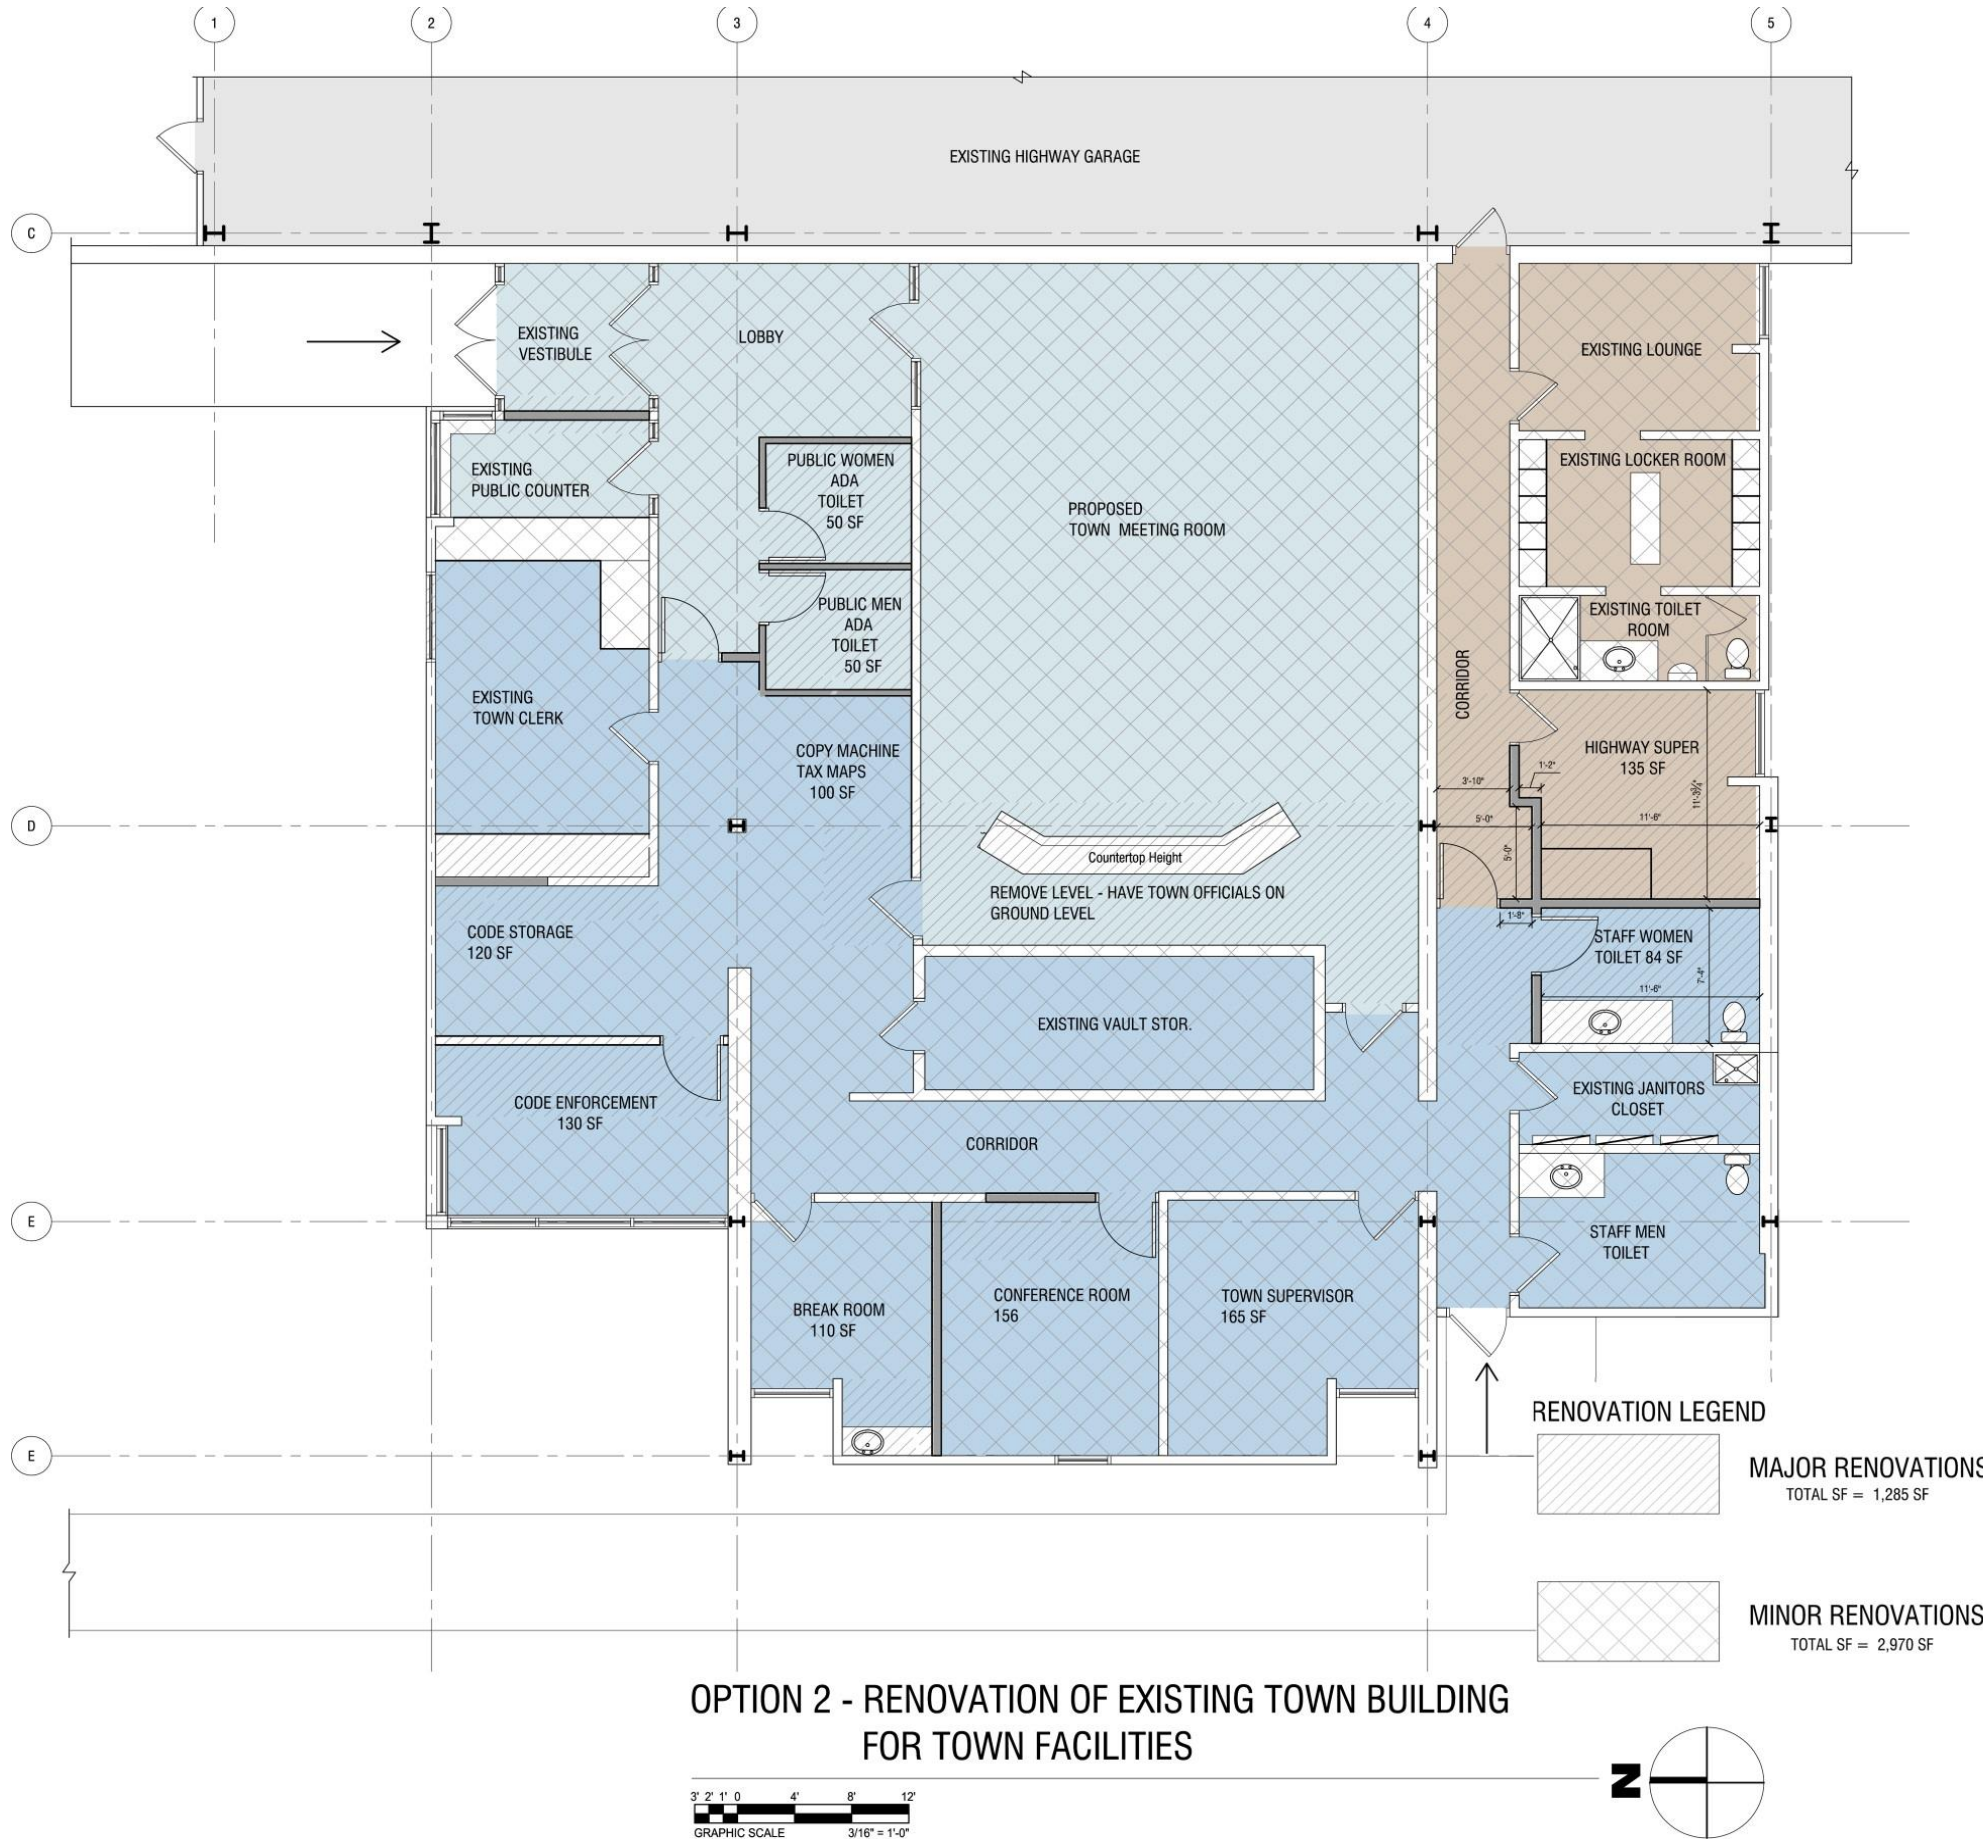 1
2
3
4
5
EXISTING HIGHWAY GARAGE
C
EXISTING
VESTIBULE
LOBBY
EXISTING LOUNGE
EXISTING
PUBLIC COUNTER
PUBLIC WOMEN
ADA
TOILET
50 SF
EXISTING LOCKER ROOM
PROPOSED
TOWN MEETING ROOM
PUBLIC MEN
ADA
TOILET
50 SF
EXISTING TOILET
ROOM
CORRIDOR
EXISTING
TOWN CLERK
COPY MACHINE
TAX MAPS
100 SF
HIGHWAY SUPER
135 SF
1'-2"
3'-10"
5'-0"
11'-6"
5'-0"
D
Countertop Height
REMOVE LEVEL - HAVE TOWN OFFICIALS ON
GROUND LEVEL
1'-8"
CODE STORAGE
120 SF
STAFF WOMEN
TOILET 84 SF
7'-4"
11'-6"
EXISTING VAULT STOR.
CODE ENFORCEMENT
130 SF
EXISTING JANITORS
CLOSET
CORRIDOR
E
STAFF MEN
TOILET
BREAK ROOM
110 SF
CONFERENCE ROOM
156
TOWN SUPERVISOR
165 SF
E
RENOVATION LEGEND
MAJOR RENOVATIONS
TOTAL SF = 1,285 SF
MINOR RENOVATIONS
TOTAL SF = 2,970 SF
OPTION 2 - RENOVATION OF EXISTING TOWN BUILDING
FOR TOWN FACILITIES
N
3' 2' 1' 0 4' 8' 12'
GRAPHIC SCALE 3/16" = 1'-0"